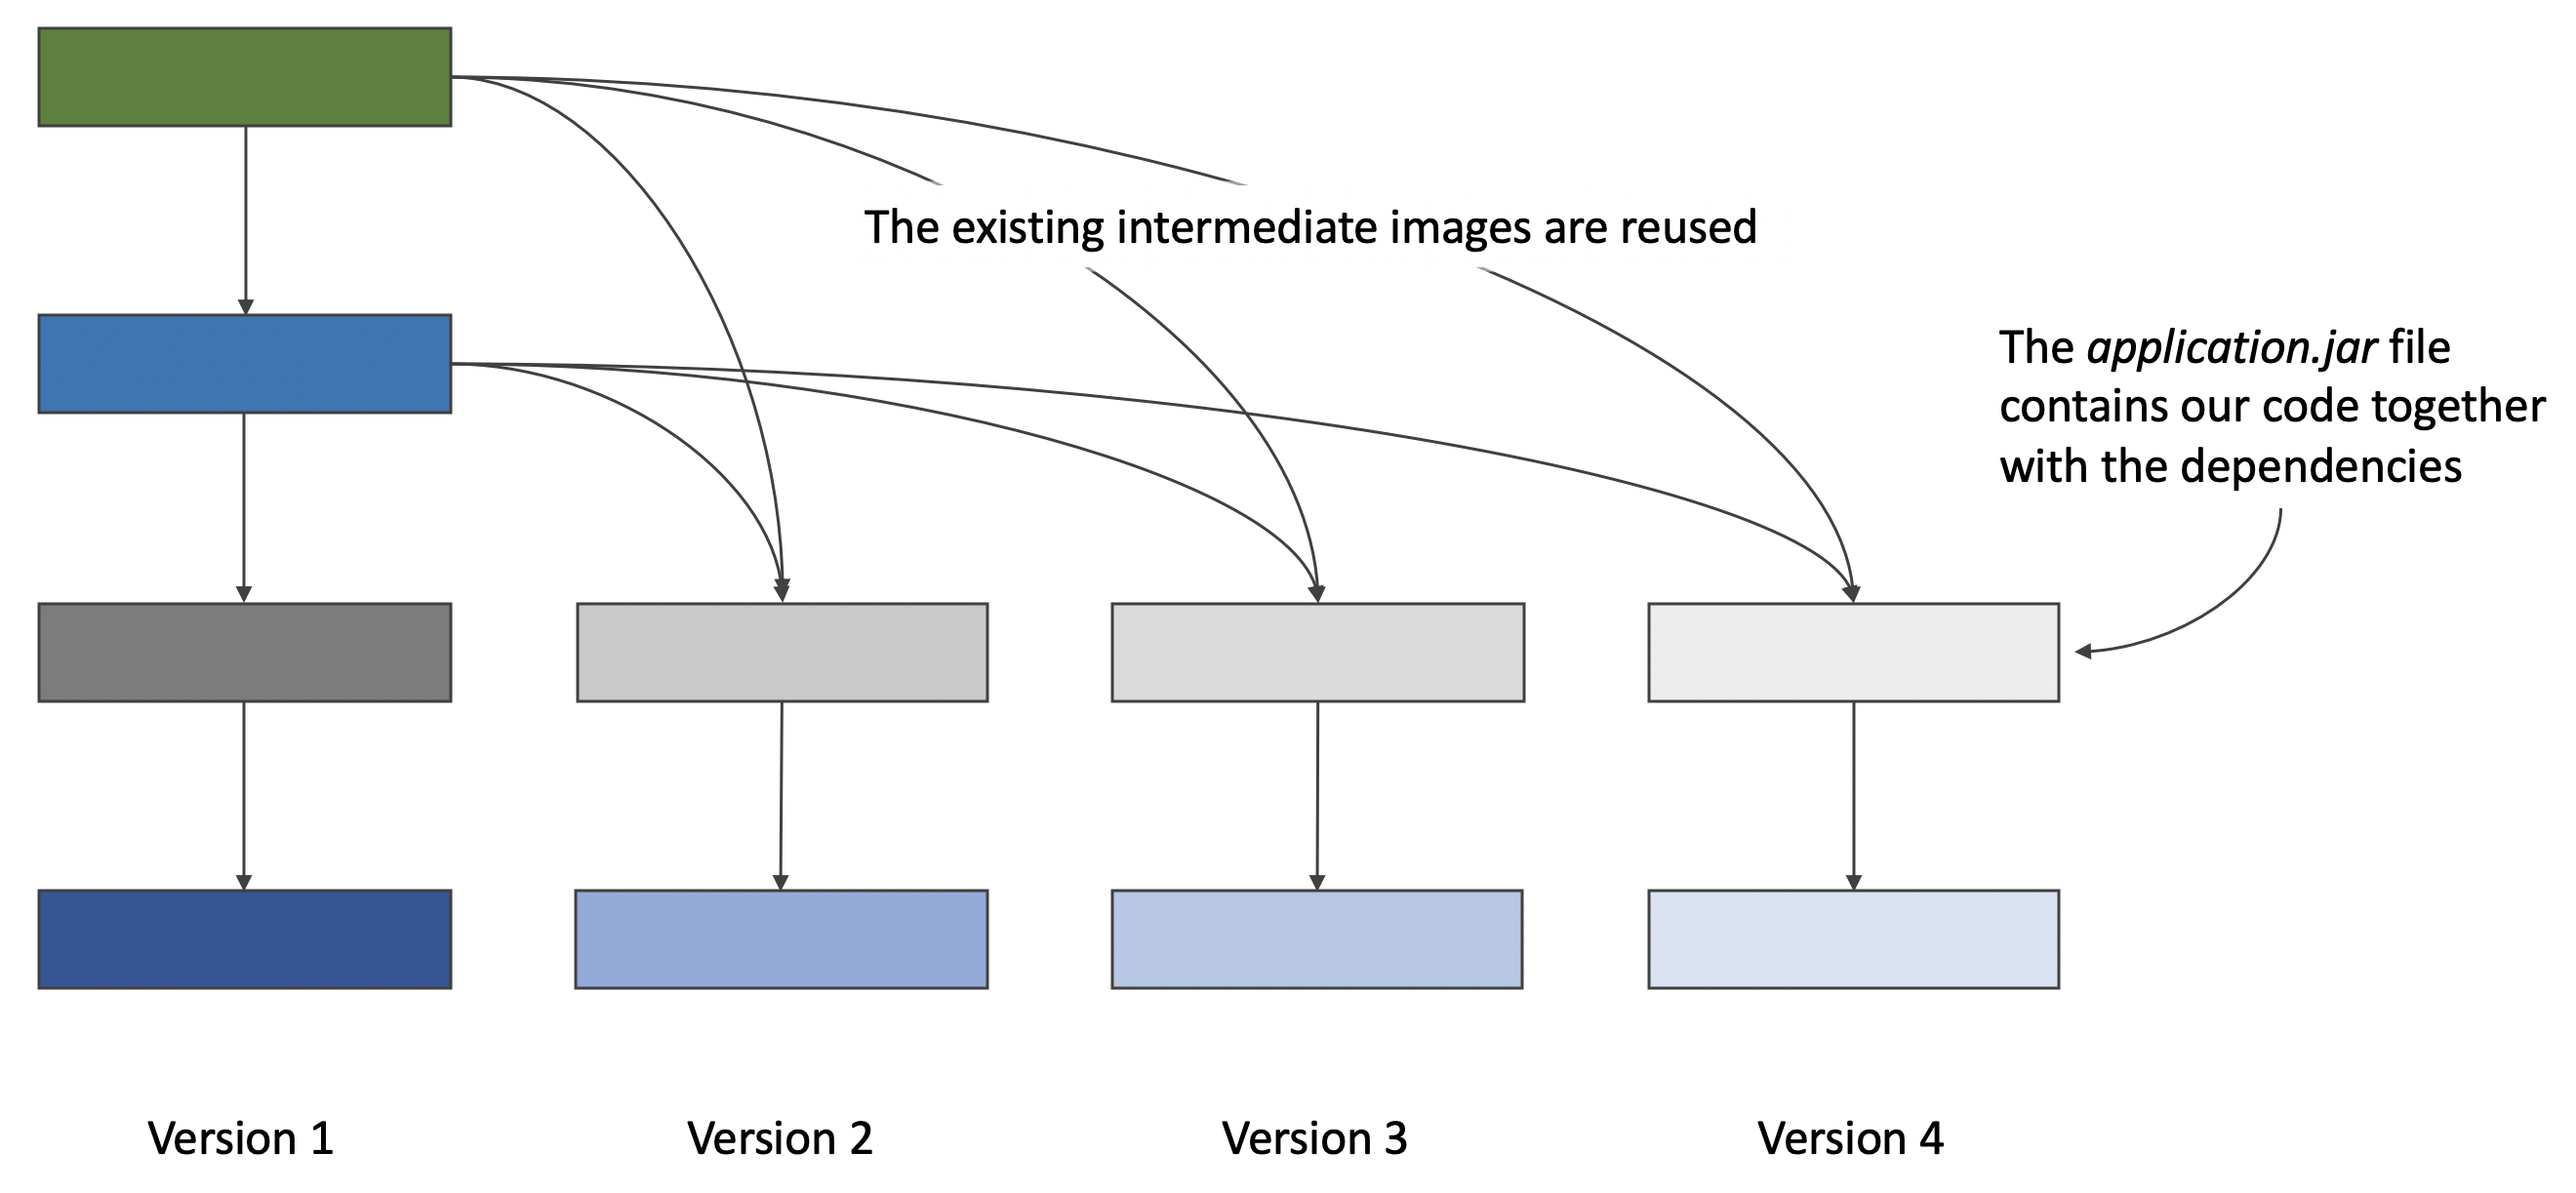 The existing intermediate images are reused
The application.jar file
contains our code together
with the dependencies
Version 1
Version 2
Version 3
Version 4